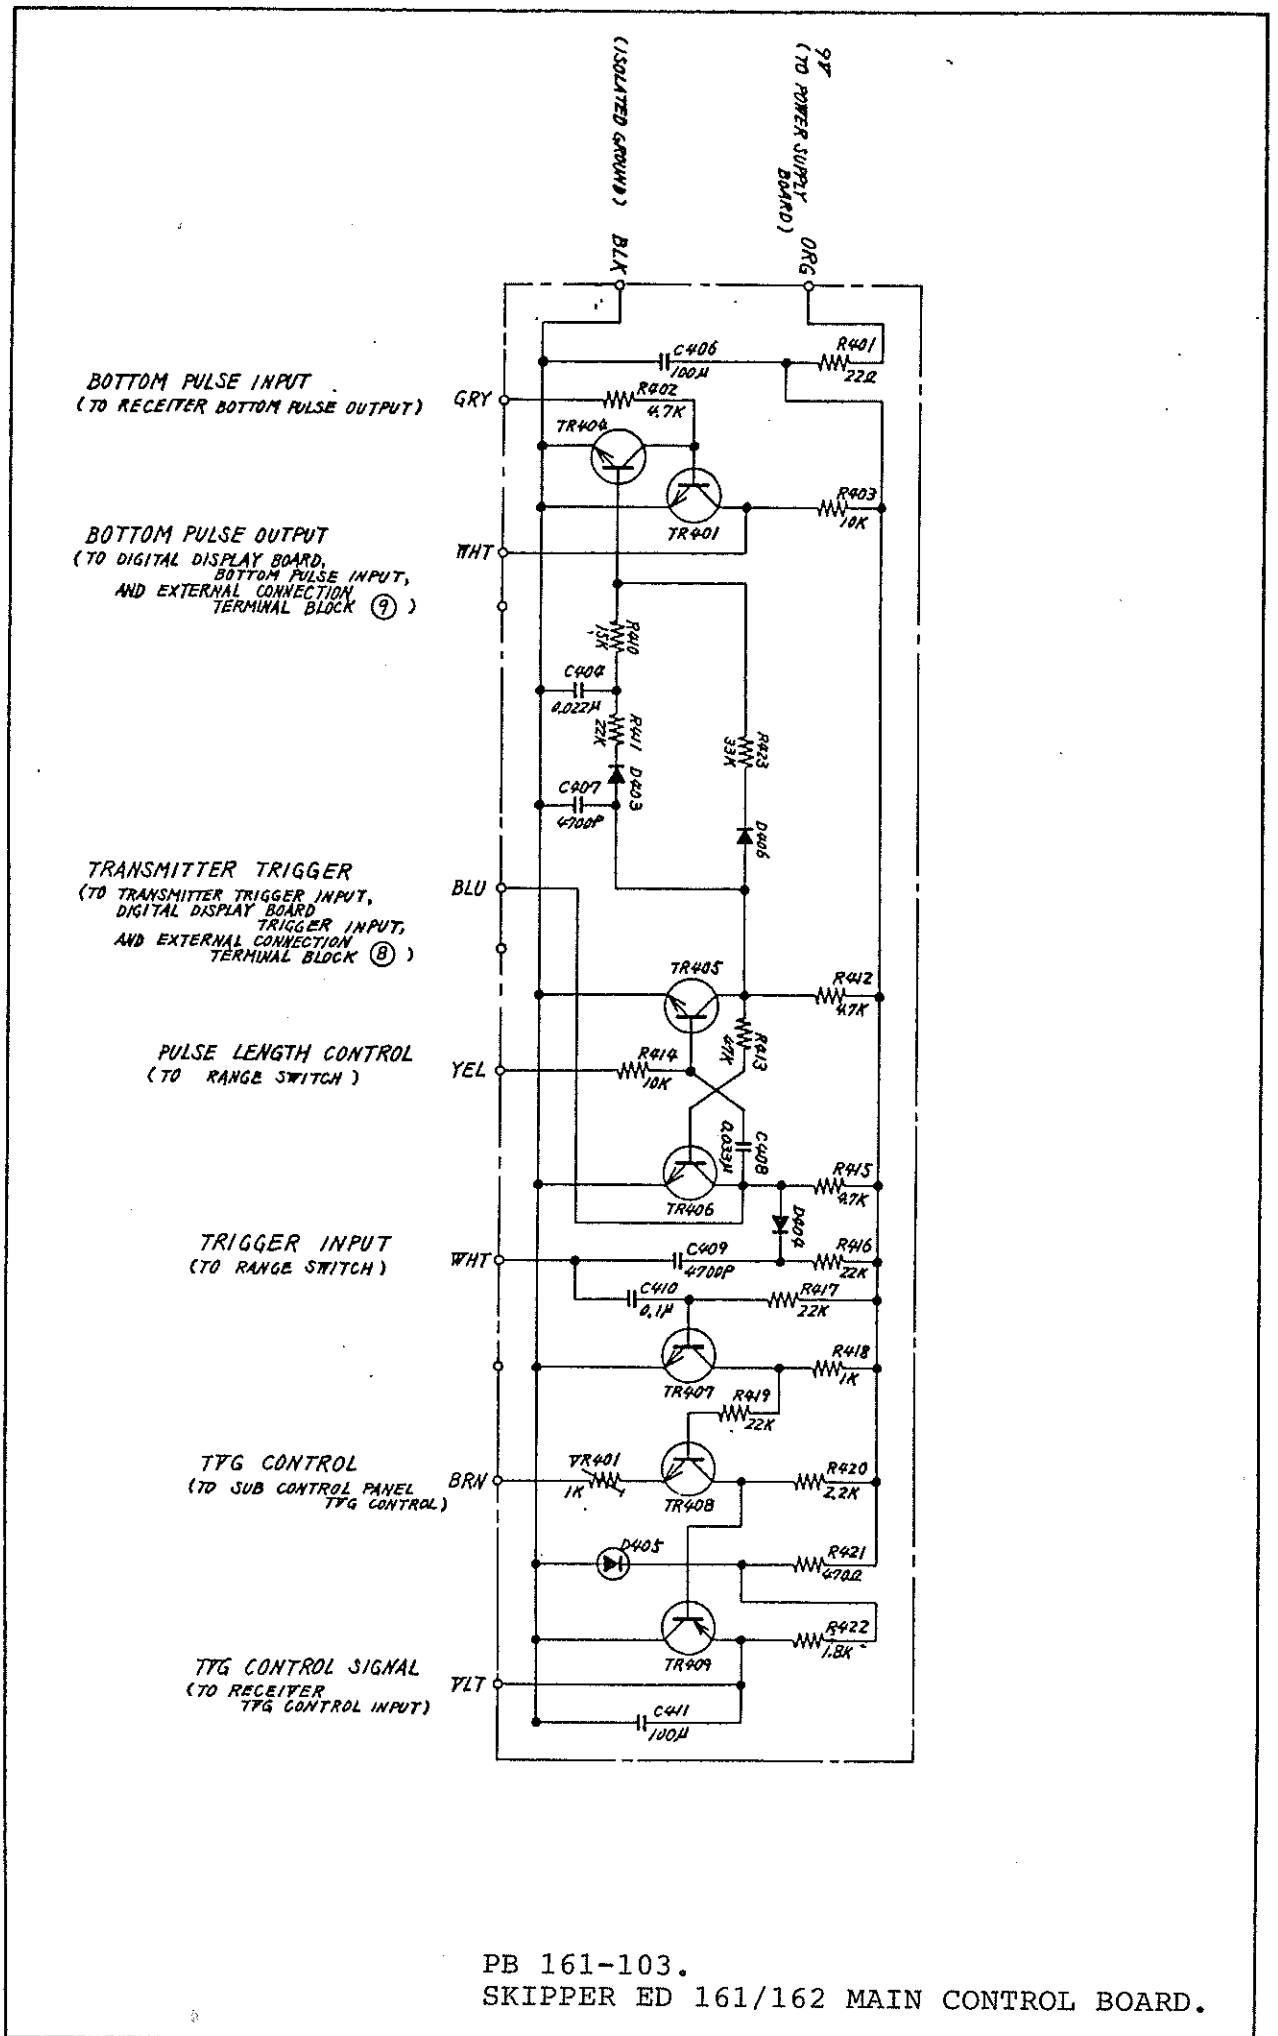 (ISOLATED GROUND) BLK
9V
(TO POWER SUPPLY
BOARD) ORG
C406
100μ
R401
22Ω
BOTTOM PULSE INPUT
(TO RECEIVER BOTTOM PULSE OUTPUT)
GRY
R402
4.7K
TR404
TR401
R403
10K
BOTTOM PULSE OUTPUT
(TO DIGITAL DISPLAY BOARD,
BOTTOM PULSE INPUT,
AND EXTERNAL CONNECTION
TERMINAL BLOCK ⑨ )
WHT
R410
15K
C404
0.022μ
R411
22K
D403
C407
4700P
R423
33K
D406
TRANSMITTER TRIGGER
(TO TRANSMITTER TRIGGER INPUT,
DIGITAL DISPLAY BOARD
TRIGGER INPUT,
AND EXTERNAL CONNECTION
TERMINAL BLOCK ⑧ )
BLU
TR405
R412
4.7K
R413
47K
PULSE LENGTH CONTROL
(TO RANGE SWITCH)
YEL
R414
10K
C408
0.033μ
TR406
R415
4.7K
D404
TRIGGER INPUT
(TO RANGE SWITCH)
WHT
C409
4700P
R416
22K
C410
0.1μ
R417
22K
TR407
R418
1K
R419
22K
TVG CONTROL
(TO SUB CONTROL PANEL
TVG CONTROL)
BRN
VR401
1K
TR408
R420
2.2K
D405
R421
470Ω
TR409
R422
1.8K
TVG CONTROL SIGNAL
(TO RECEIVER
TVG CONTROL INPUT)
VLT
C411
100μ
PB 161-103.
SKIPPER ED 161/162 MAIN CONTROL BOARD.